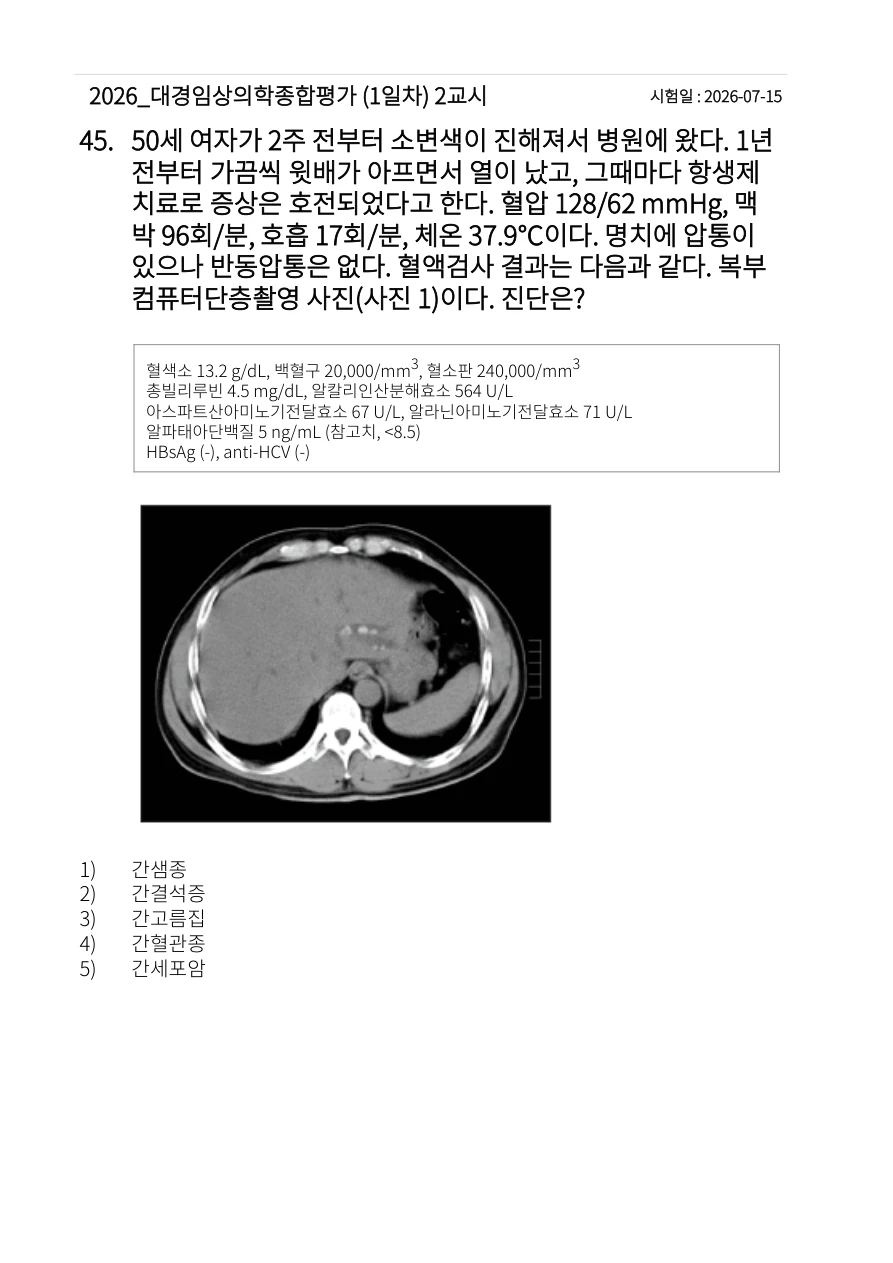 2026_대경임상의학종합평가 (1일차) 2교시
시험일 : 2026-07-15
45. 50세 여자가 2주 전부터 소변색이 진해져서 병원에 왔다. 1년
전부터 가끔씩 윗배가 아프면서 열이 났고, 그때마다 항생제
치료로 증상은 호전되었다고 한다. 혈압 128/62 mmHg, 맥
박 96회/분, 호흡 17회/분, 체온 37.9℃이다. 명치에 압통이
있으나 반동압통은 없다. 혈액검사 결과는 다음과 같다. 복부
컴퓨터단층촬영 사진(사진 1)이다. 진단은?
혈색소 13.2 g/dL, 백혈구 20,000/mm³, 혈소판 240,000/mm³
총빌리루빈 4.5 mg/dL, 알칼리인산분해효소 564 U/L
아스파트산아미노기전달효소 67 U/L, 알라닌아미노기전달효소 71 U/L
알파태아단백질 5 ng/mL (참고치, <8.5)
HBsAg (-), anti-HCV (-)
1) 간샘종
2) 간결석증
3) 간고름집
4) 간혈관종
5) 간세포암